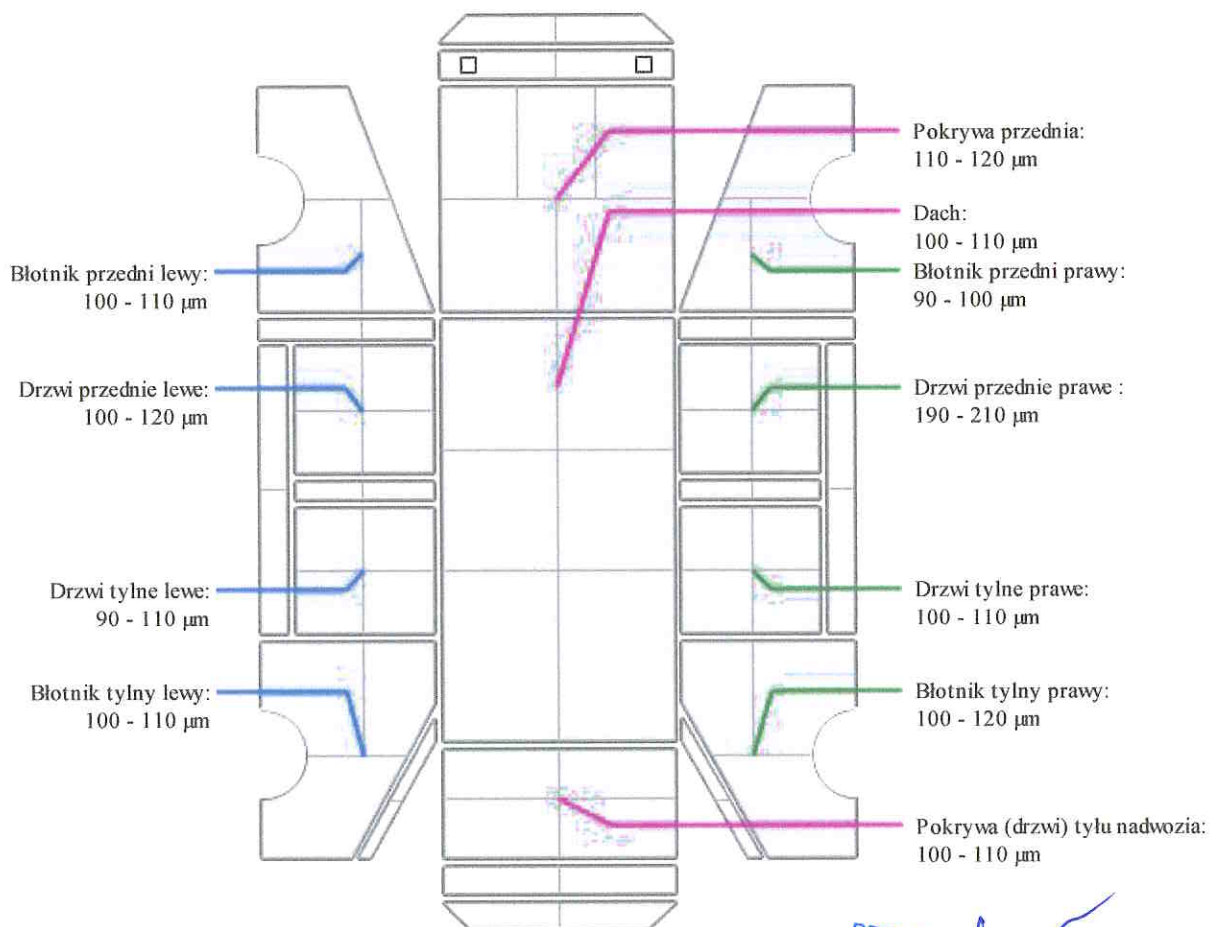 Pokrywa przednia:
110 - 120 µm
Dach:
100 - 110 µm
Błotnik przedni lewy:
100 - 110 µm
Błotnik przedni prawy:
90 - 100 µm
Drzwi przednie lewe:
100 - 120 µm
Drzwi przednie prawe :
190 - 210 µm
Drzwi tylne lewe:
90 - 110 µm
Drzwi tylne prawe:
100 - 110 µm
Błotnik tylny lewy:
100 - 110 µm
Błotnik tylny prawy:
100 - 120 µm
Pokrywa (drzwi) tyłu nadwozia:
100 - 110 µm